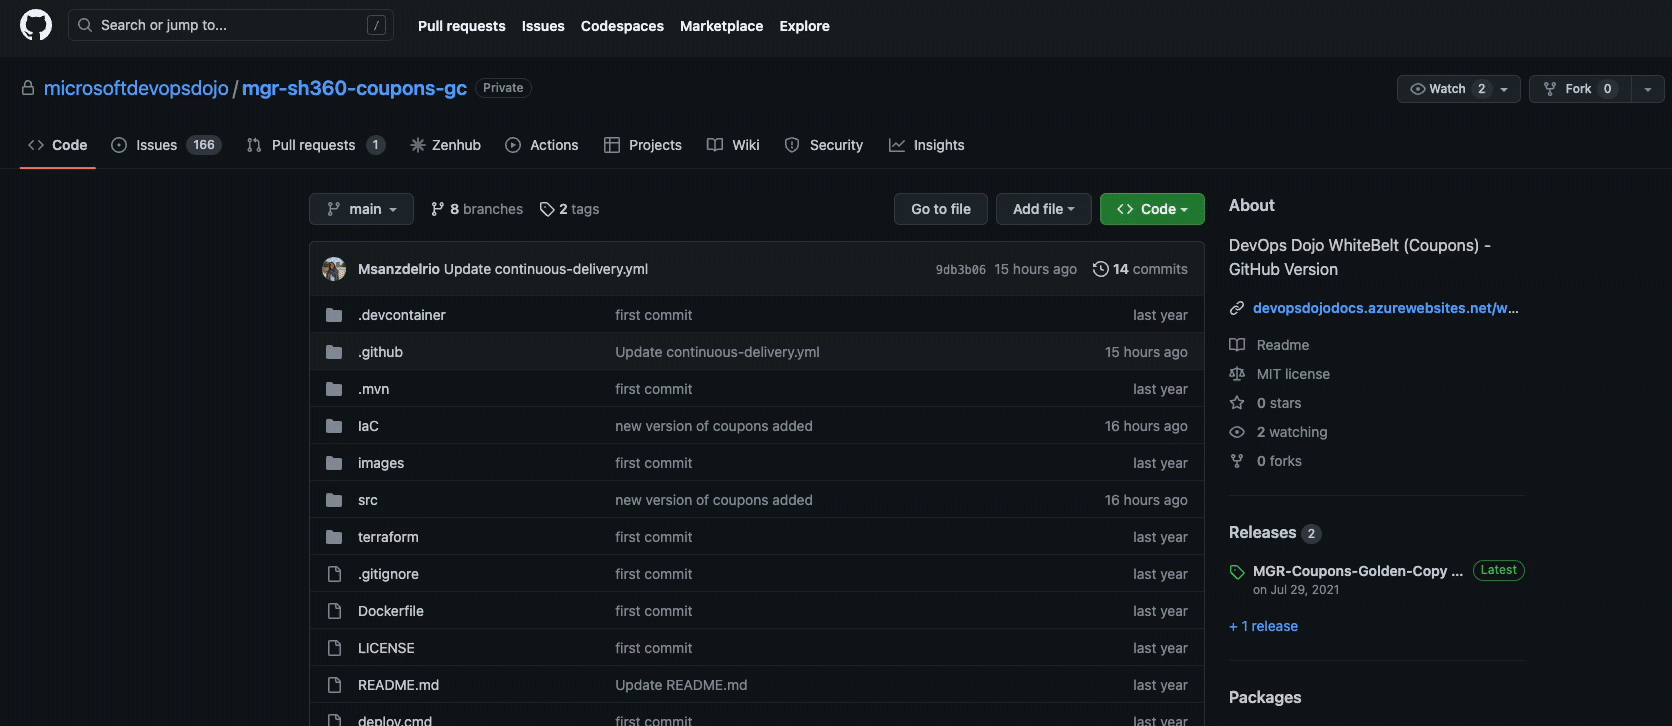 Search or jump to... /
Pull requests Issues Codespaces Marketplace Explore
microsoftdevopsdojo / mgr-sh360-coupons-gc Private
Watch 2 Fork 0
Code Issues 166 Pull requests 1 Zenhub Actions Projects Wiki Security Insights
main 8 branches 2 tags Go to file Add file Code
Msanzdelrio Update continuous-delivery.yml 9db3b06 15 hours ago 14 commits
.devcontainer first commit last year
.github Update continuous-delivery.yml 15 hours ago
.mvn first commit last year
IaC new version of coupons added 16 hours ago
images first commit last year
src new version of coupons added 16 hours ago
terraform first commit last year
.gitignore first commit last year
Dockerfile first commit last year
LICENSE first commit last year
README.md Update README.md last year
deploy.cmd first commit last year
About
DevOps Dojo WhiteBelt (Coupons) -
GitHub Version
devopsdojodocs.azurewebsites.net/w...
Readme
MIT license
0 stars
2 watching
0 forks
Releases 2
MGR-Coupons-Golden-Copy ... Latest
on Jul 29, 2021
+ 1 release
Packages